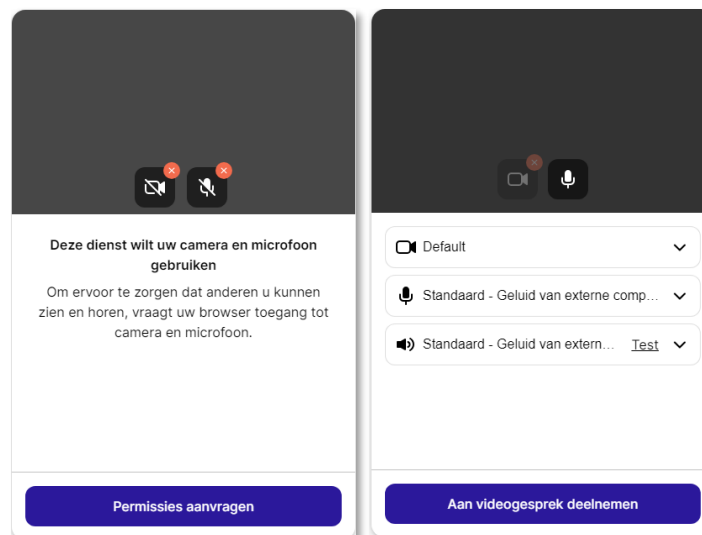 Deze dienst wilt uw camera en microfoon
gebruiken
Om ervoor te zorgen dat anderen u kunnen
zien en horen, vraagt uw browser toegang tot
camera en microfoon.
Permissies aanvragen
Default
Standaard - Geluid van externe comp...
Standaard - Geluid van extern... Test
Aan videogesprek deelnemen